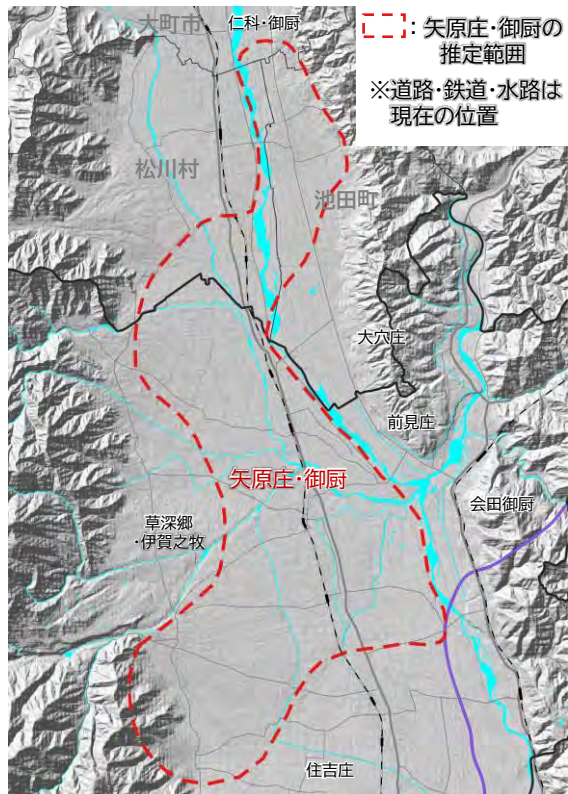 大町市
仁科・御厨
：矢原庄・御厨の
推定範囲
※道路・鉄道・水路は
現在の位置
松川村
池田町
大穴庄
前見庄
矢原庄・御厨
会田御厨
草深郷
・伊賀之牧
住吉庄